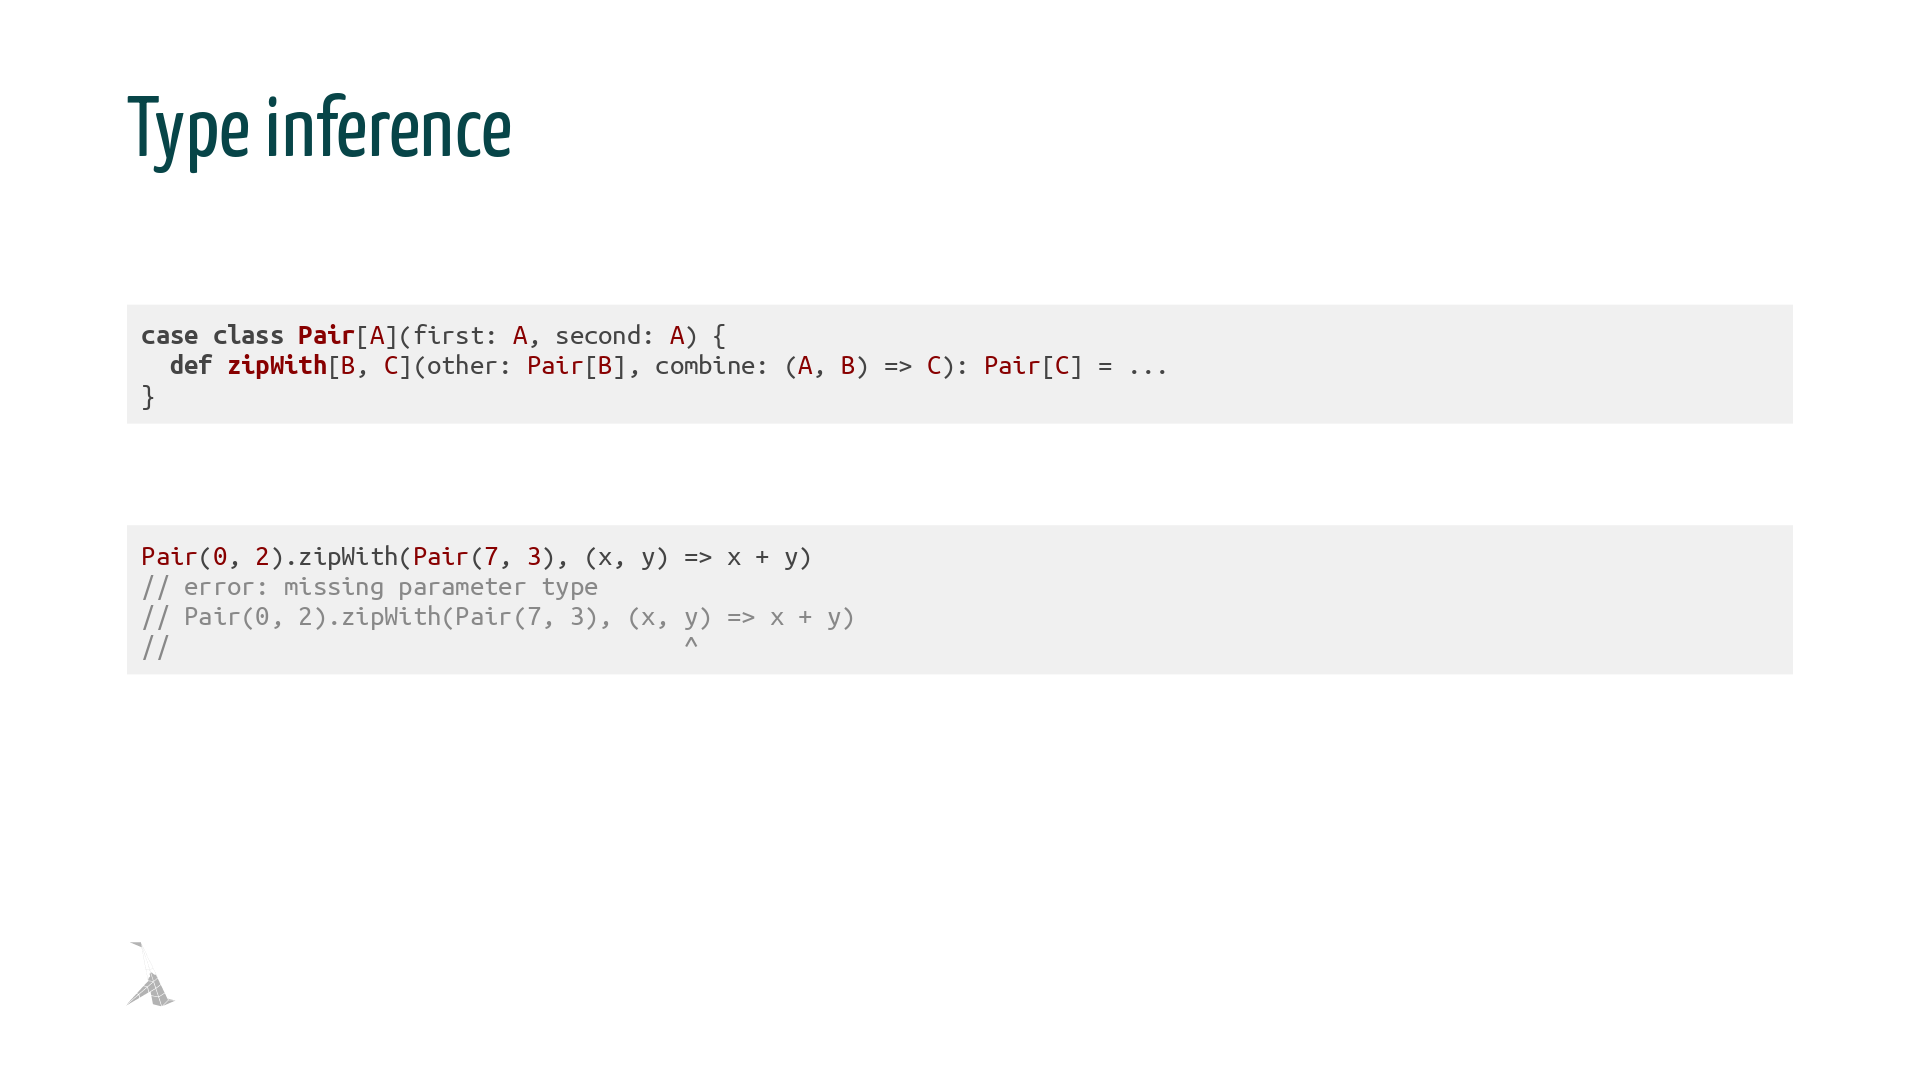 Type inference
case class Pair[A](first: A, second: A) {
  def zipWith[B, C](other: Pair[B], combine: (A, B) => C): Pair[C] = ...
}
Pair(0, 2).zipWith(Pair(7, 3), (x, y) => x + y)
// error: missing parameter type
// Pair(0, 2).zipWith(Pair(7, 3), (x, y) => x + y)
//                                    ^